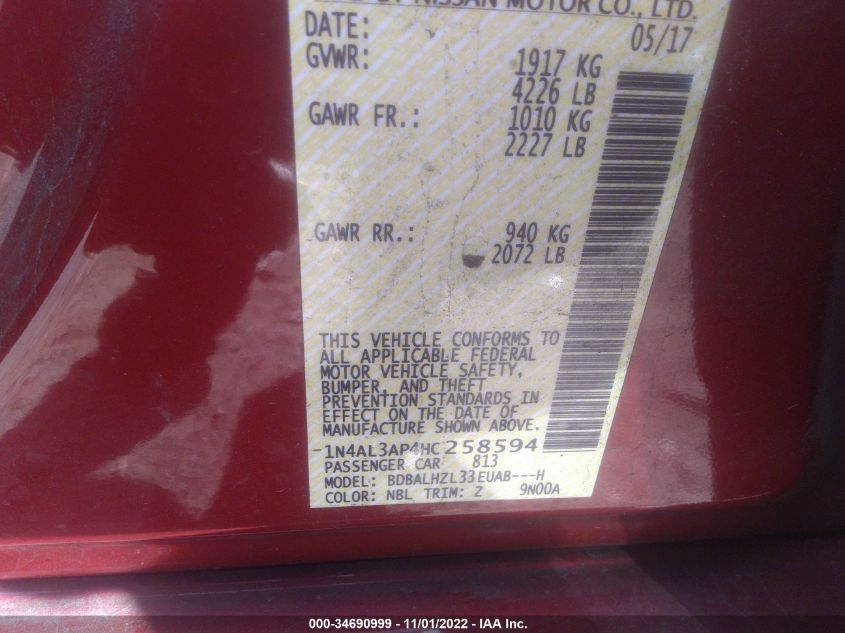 NISSAN MOTOR CO., LTD.
DATE: 05/17
GVWR: 1917 KG
4226 LB
GAWR FR.: 1010 KG
2227 LB
GAWR RR.: 940 KG
2072 LB
THIS VEHICLE CONFORMS TO
ALL APPLICABLE FEDERAL
MOTOR VEHICLE SAFETY,
BUMPER, AND THEFT
PREVENTION STANDARDS IN
EFFECT ON THE DATE OF
MANUFACTURE SHOWN ABOVE.
-1N4AL3AP4HC258594
PASSENGER CAR 813
MODEL: BDBALHZL33EUAB---H
COLOR: NBL TRIM: Z 9N00A
000-34690999 - 11/01/2022 - IAA Inc.